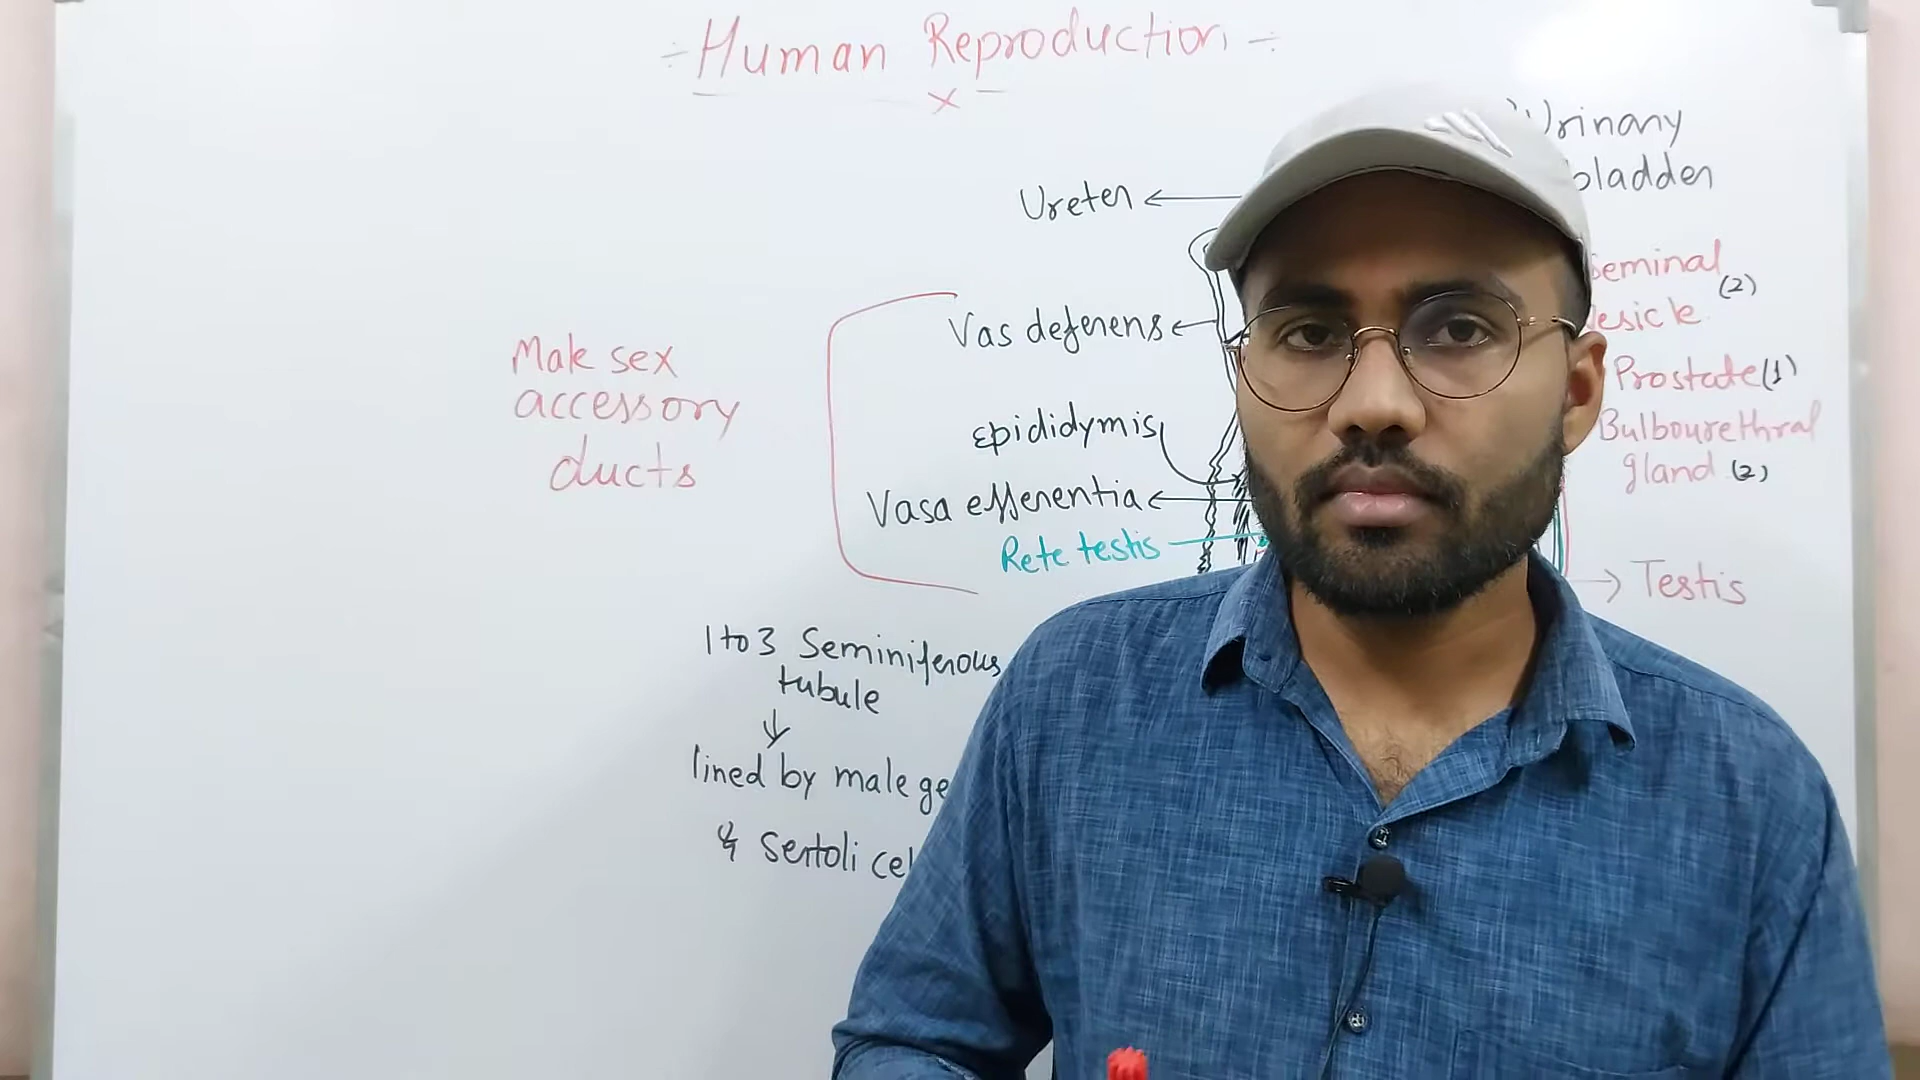 ÷ Human Reproduction ÷
Urinary
bladder
Ureter
Seminal
(2)
vesicle
Vas deferens
Prostate (1)
Male sex
accessory
ducts
epididymis
Bulbourethral
gland (2)
Vasa efferentia
Rete testis
Testis
1 to 3 Seminiferous
tubule
lined by male ge
& Sertoli cel